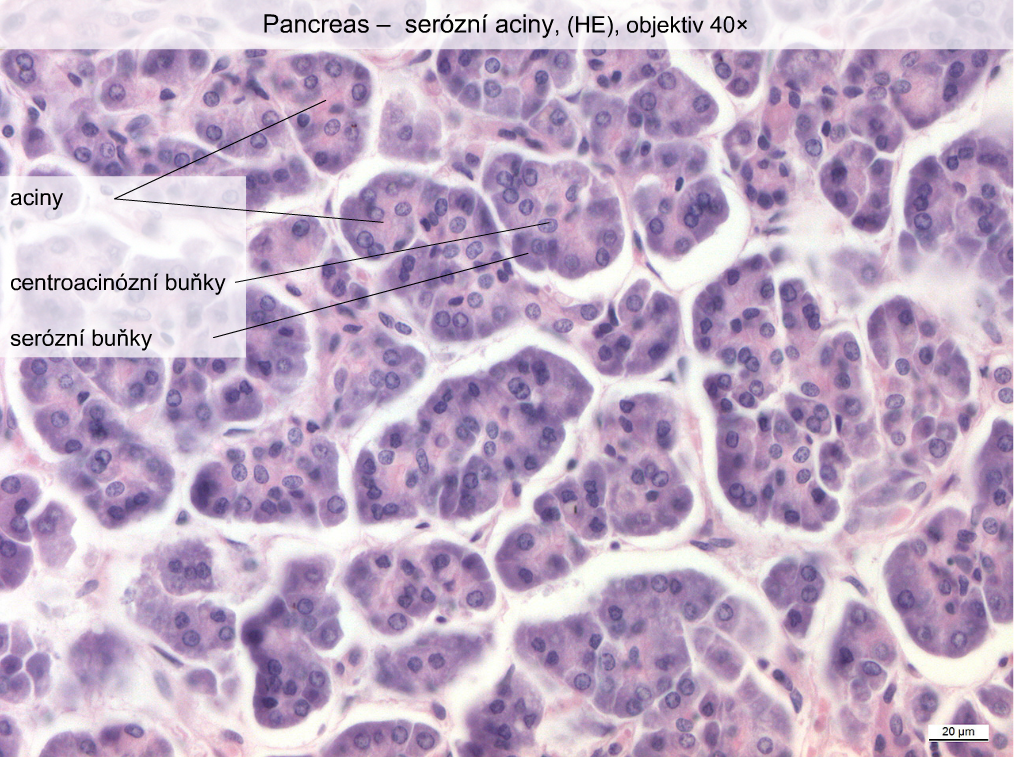 Pancreas – serózní aciny, (HE), objektiv 40×
aciny
centroacinózní buňky
serózní buňky
20 µm